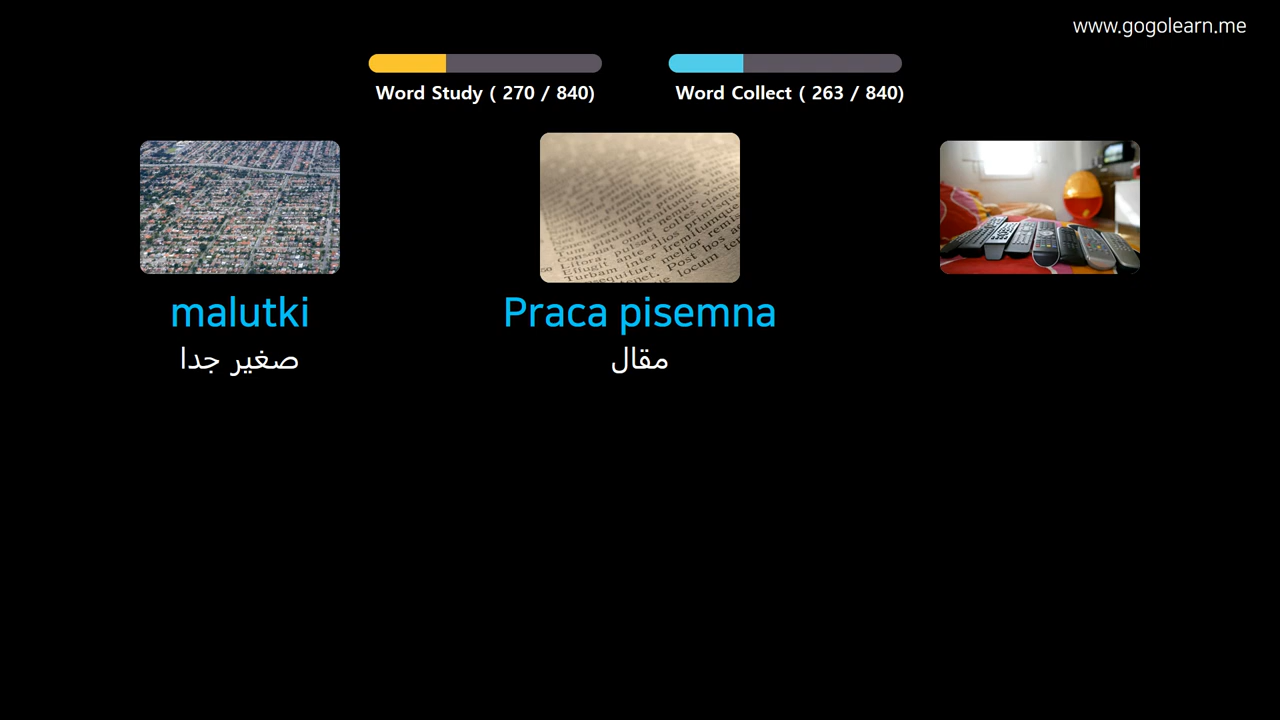 www.gogolearn.me
Word Study ( 270 / 840)
Word Collect ( 263 / 840)
malutki
صغير جدا
Praca pisemna
مقال